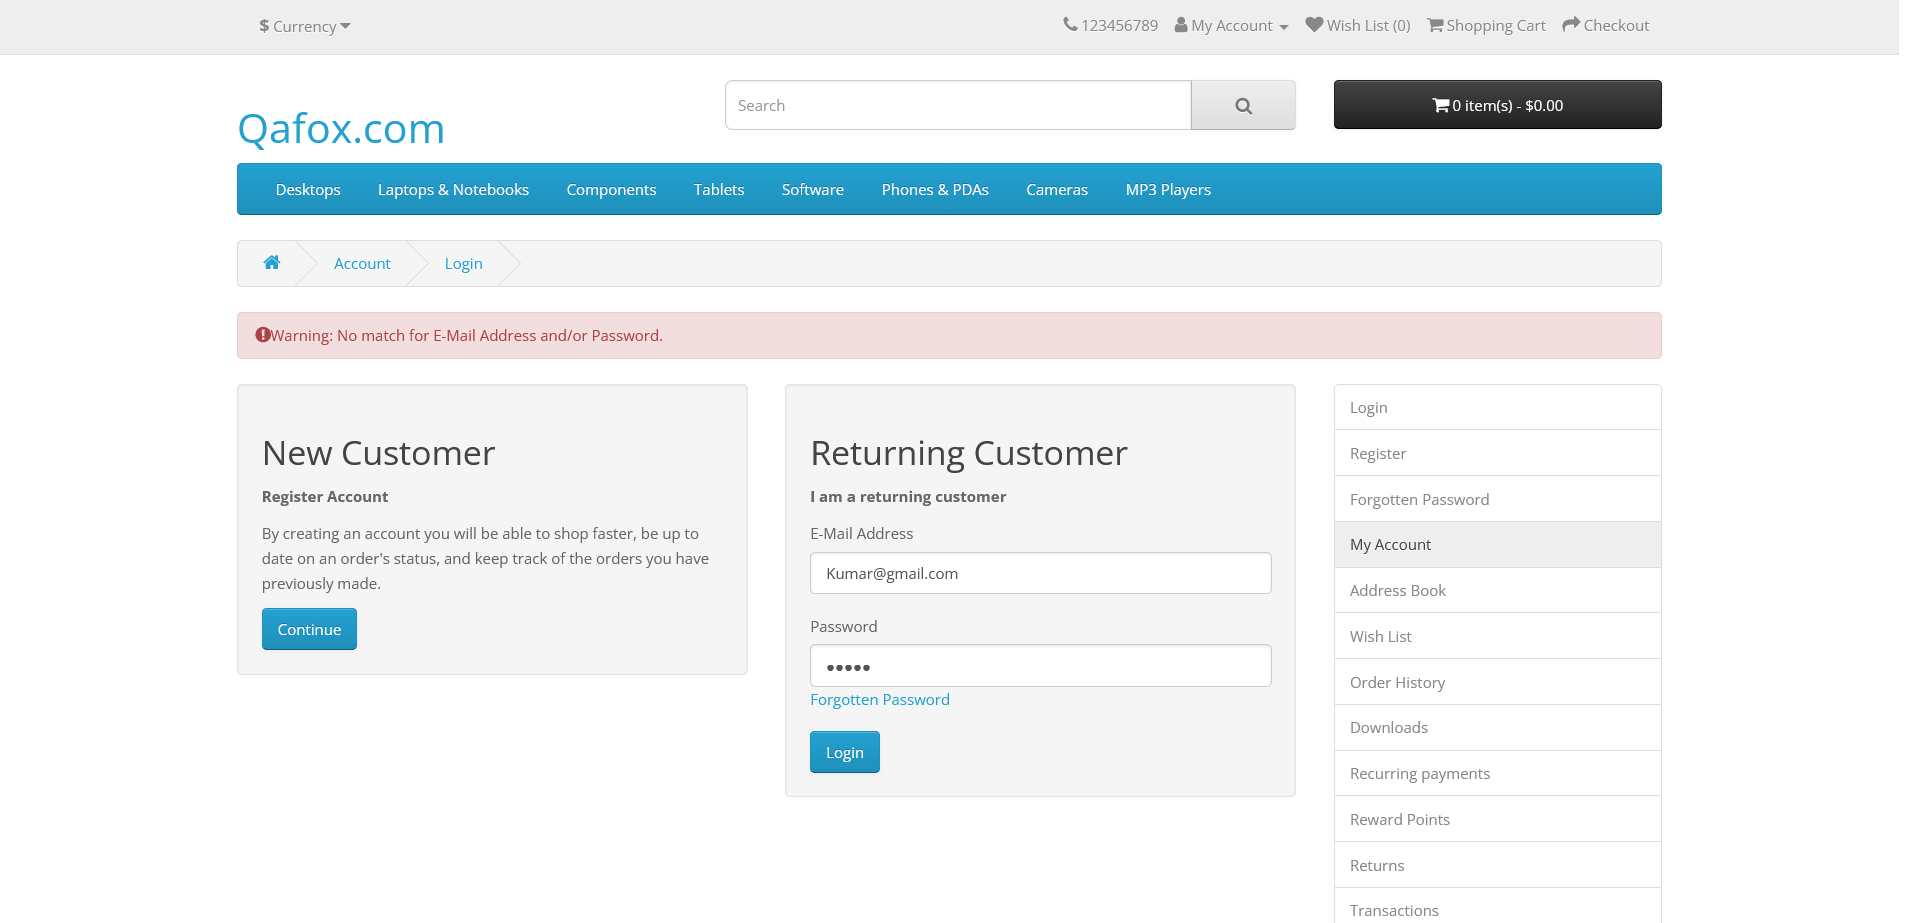 $ Currency
123456789 My Account Wish List (0) Shopping Cart Checkout
Qafox.com
Search
0 item(s) - $0.00
Desktops Laptops & Notebooks Components Tablets Software Phones & PDAs Cameras MP3 Players
Account Login
Warning: No match for E-Mail Address and/or Password.
New Customer
Register Account
By creating an account you will be able to shop faster, be up to
date on an order's status, and keep track of the orders you have
previously made.
Continue
Returning Customer
I am a returning customer
E-Mail Address
Kumar@gmail.com
Password
•••••
Forgotten Password
Login
Login
Register
Forgotten Password
My Account
Address Book
Wish List
Order History
Downloads
Recurring payments
Reward Points
Returns
Transactions